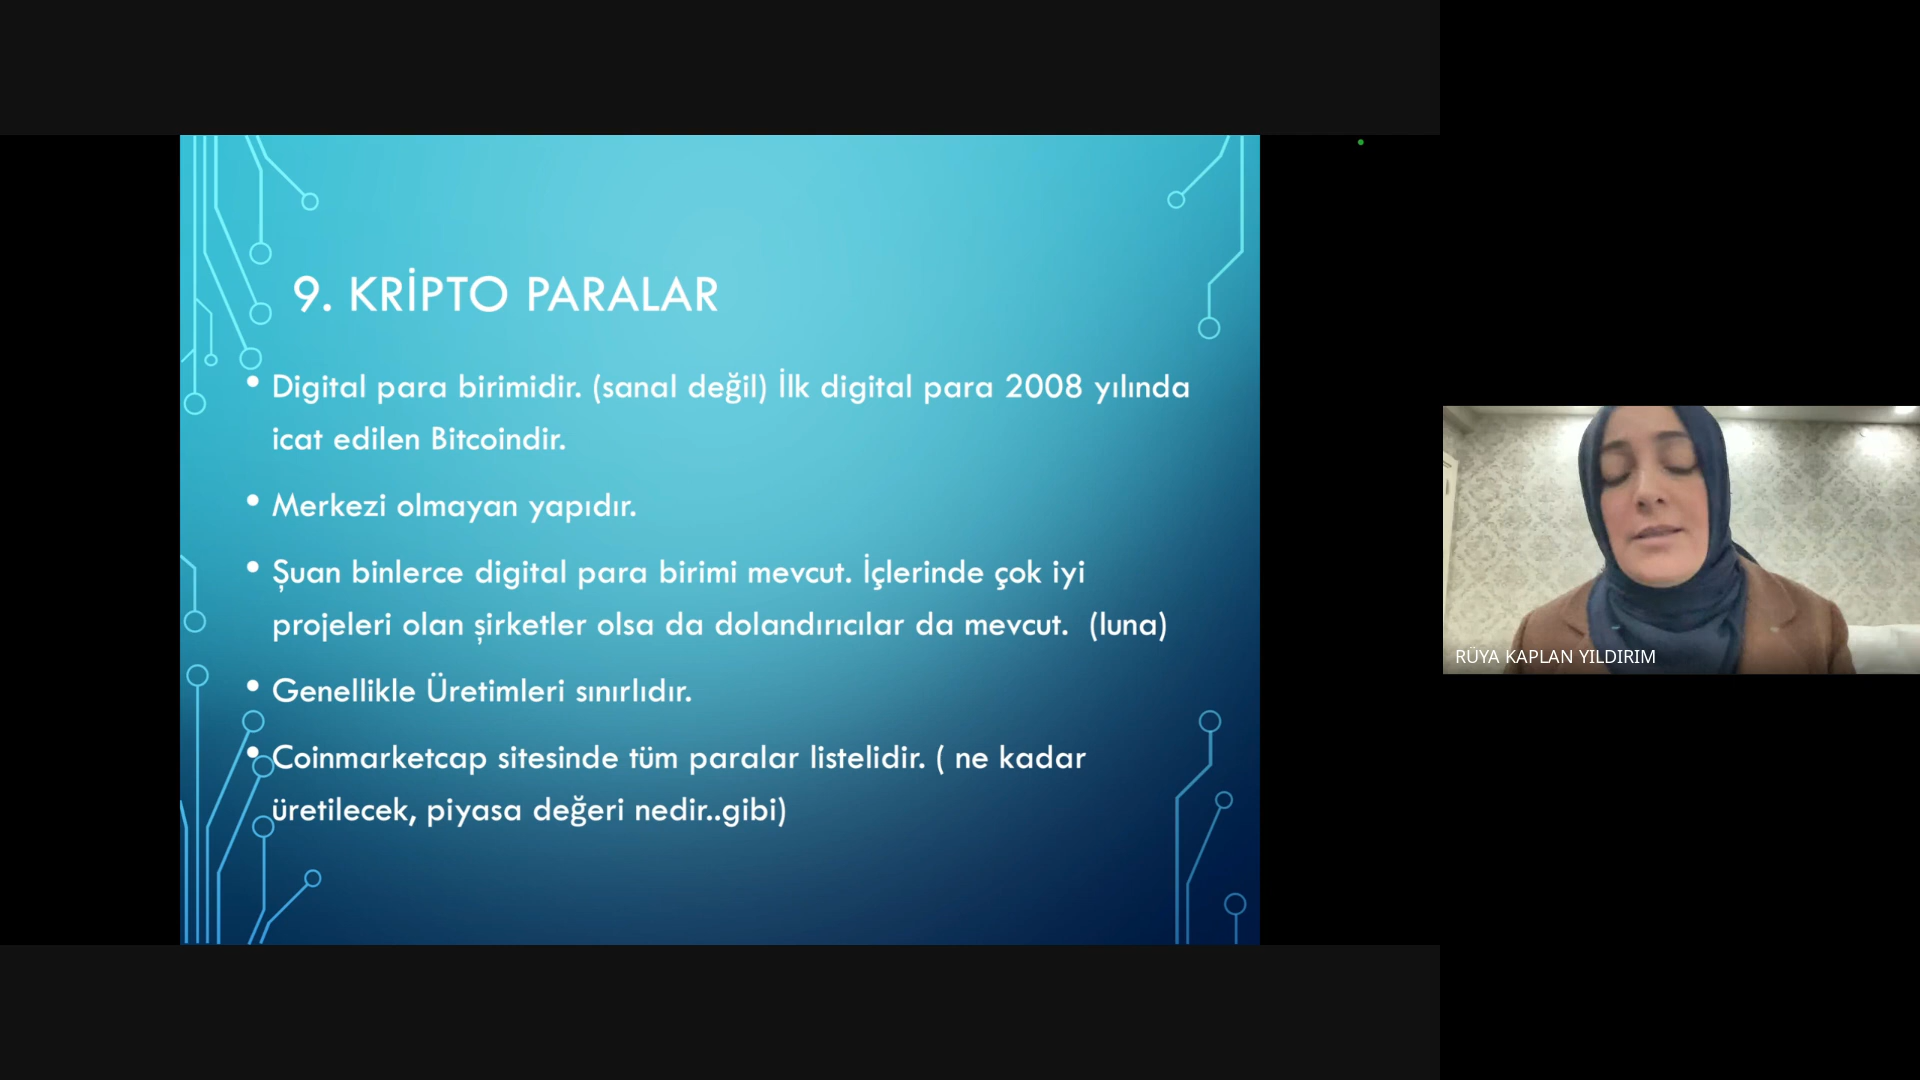 9. KRİPTO PARALAR
• Digital para birimidir. (sanal değil) İlk digital para 2008 yılında
icat edilen Bitcoindir.
• Merkezi olmayan yapıdır.
• Şuan binlerce digital para birimi mevcut. İçlerinde çok iyi
projeleri olan şirketler olsa da dolandırıcılar da mevcut.  (luna)
• Genellikle Üretimleri sınırlıdır.
• Coinmarketcap sitesinde tüm paralar listelidir. ( ne kadar
üretilecek, piyasa değeri nedir..gibi)
RÜYA KAPLAN YILDIRIM